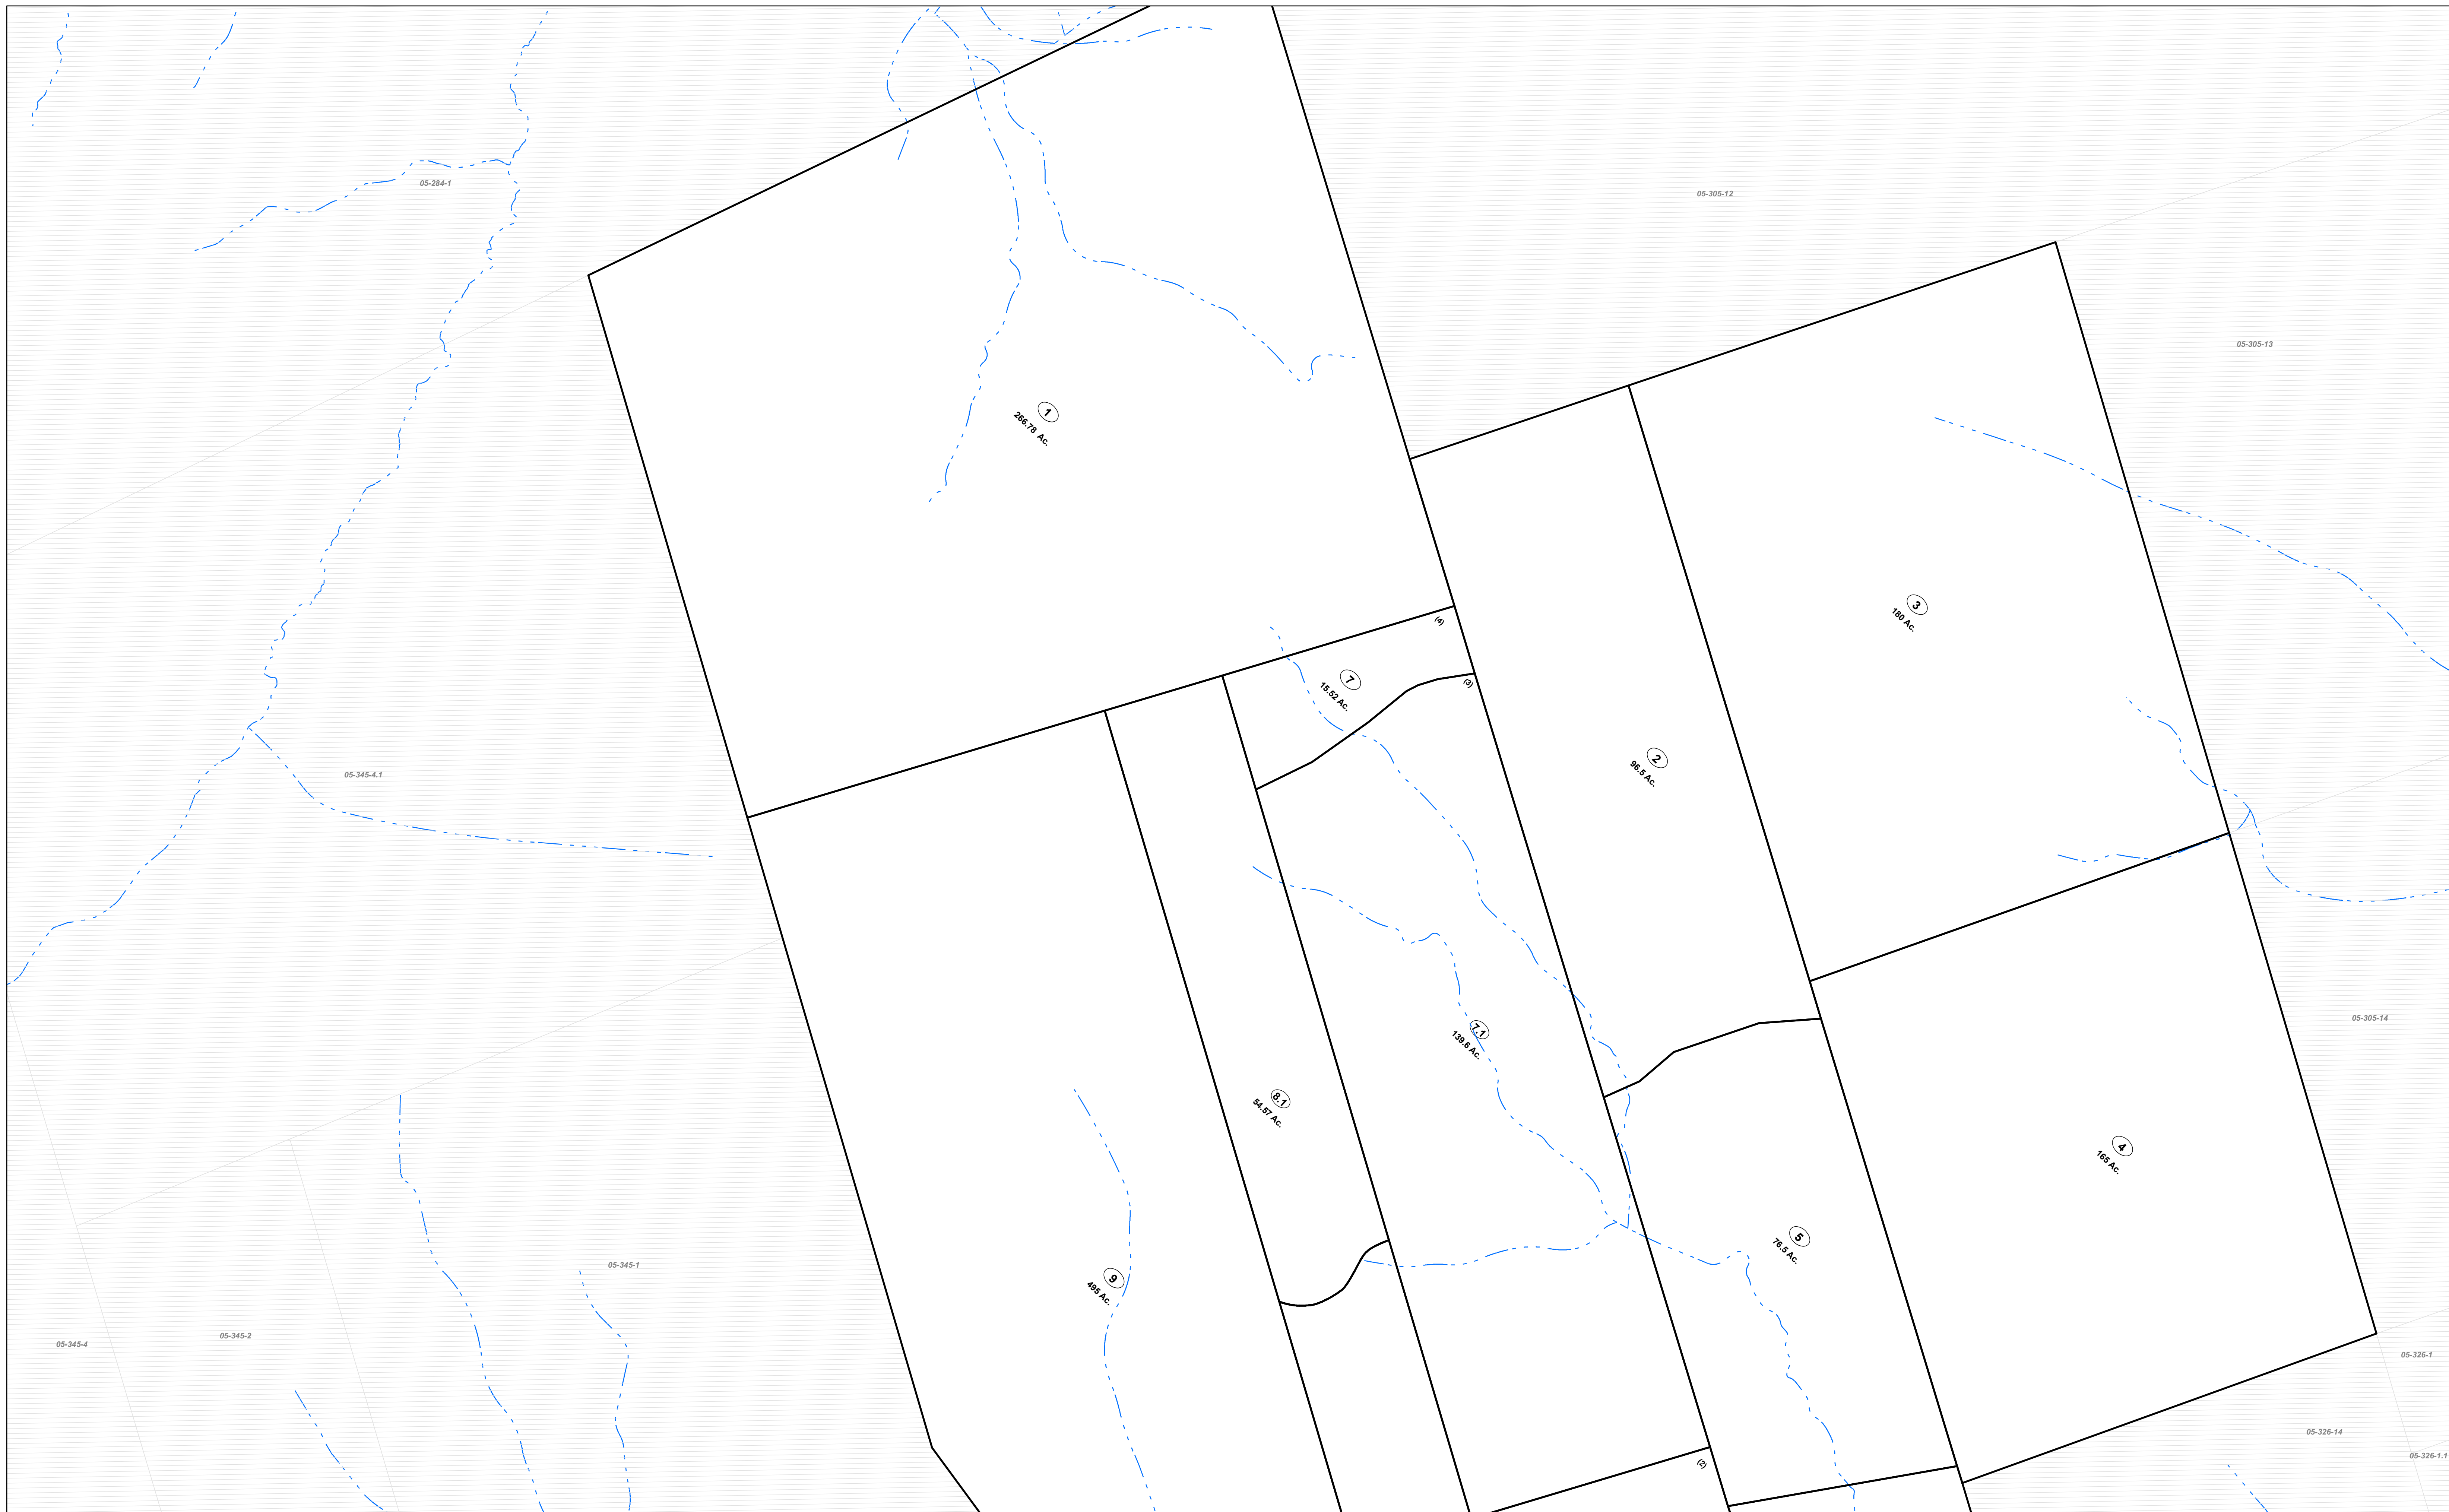 05-284-1
05-305-12
05-305-13
1
266.78 Ac.
3
180 Ac.
(4)
7
15.52 Ac.
(3)
2
96.5 Ac.
05-345-4.1
7.1
139.6 Ac.
05-305-14
8.1
54.57 Ac.
4
165 Ac.
5
76.5 Ac.
05-345-1
9
495 Ac.
05-345-2
05-345-4
05-326-1
05-326-14
05-326-1.1
(2)